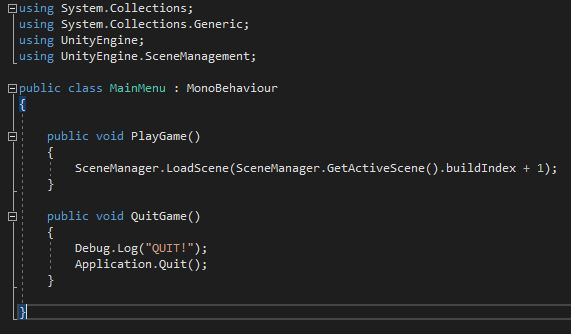 using System.Collections;
using System.Collections.Generic;
using UnityEngine;
using UnityEngine.SceneManagement;
public class MainMenu : MonoBehaviour
{
public void PlayGame()
{
SceneManager.LoadScene(SceneManager.GetActiveScene().buildIndex + 1);
}
public void QuitGame()
{
Debug.Log("QUIT!");
Application.Quit();
}
}